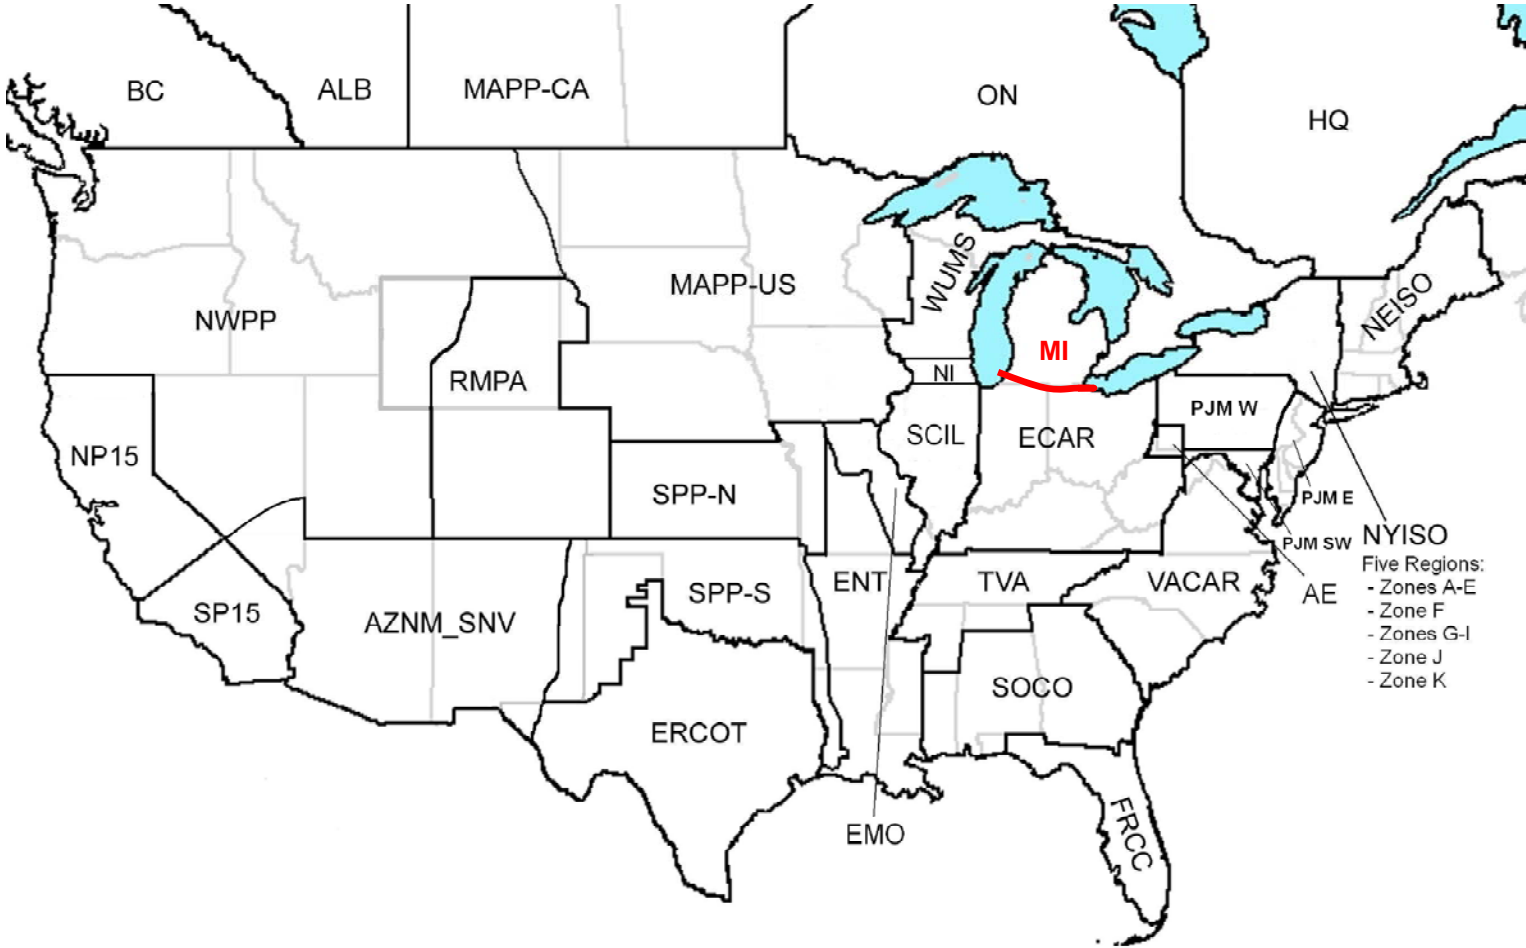 BC
ALB
MAPP-CA
ON
HQ
WUMS
MAPP-US
NEISO
NWPP
MI
NI
RMPA
PJM W
SCIL
ECAR
NP15
SPP-N
PJM E
NYISO
PJM SW
Five Regions:
- Zones A-E
- Zone F
- Zones G-I
- Zone J
- Zone K
ENT
TVA
VACAR
AE
SPP-S
SP15
AZNM_SNV
SOCO
ERCOT
FRCC
EMO